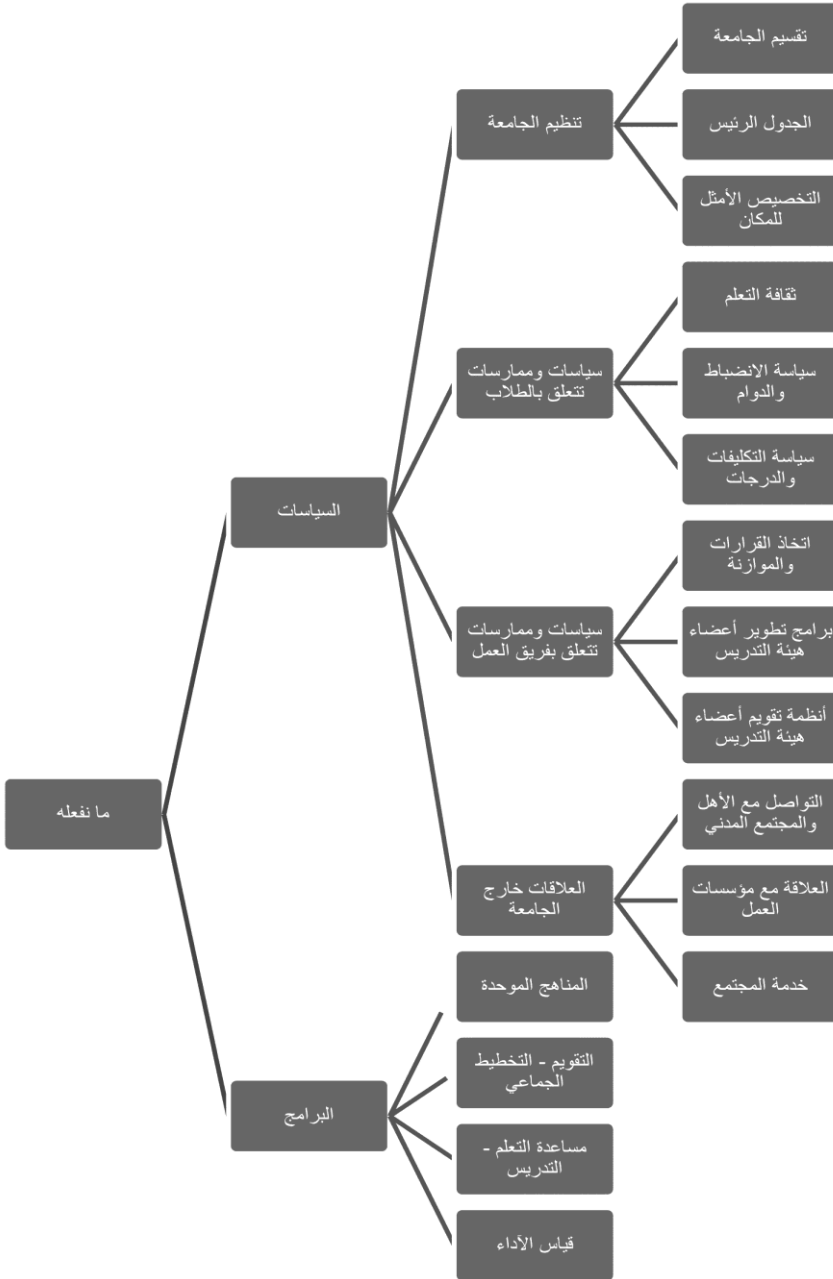 ما نفعله
السياسات
تنظيم الجامعة
تقسيم الجامعة
الجدول الرئيس
التخصيص الأمثل
للمكان
سياسات وممارسات
تتعلق بالطلاب
ثقافة التعلم
سياسة الانضباط
والدوام
سياسة التكليفات
والدرجات
سياسات وممارسات
تتعلق بفريق العمل
اتخاذ القرارات
والموازنة
برامج تطوير أعضاء
هيئة التدريس
أنظمة تقويم أعضاء
هيئة التدريس
العلاقات خارج
الجامعة
التواصل مع الأهل
والمجتمع المدني
العلاقة مع مؤسسات
العمل
خدمة المجتمع
البرامج
المناهج الموحدة
التقويم - التخطيط
الجماعي
مساعدة التعلم -
التدريس
قياس الآداء